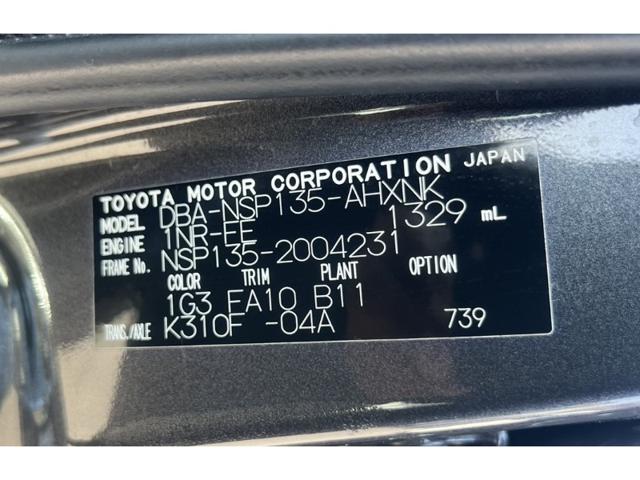 TOYOTA MOTOR CORPORATION JAPAN
MODEL DBA-NSP135-AHXNK
ENGINE 1NR-FE 1329 mL
FRAME No. NSP135-2004231
COLOR TRIM PLANT OPTION
1G3 FA10 B11
TRANS./AXLE K310F -04A 739